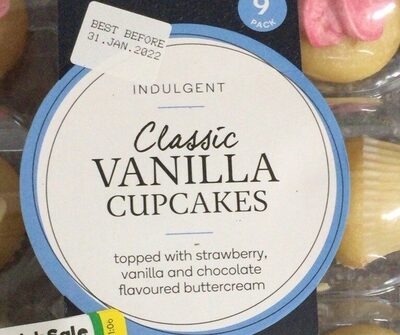 9
PACK
BEST BEFORE
31.JAN.2022
INDULGENT
Classic
VANILLA
CUPCAKES
topped with strawberry,
vanilla and chocolate
flavoured buttercream
Sale